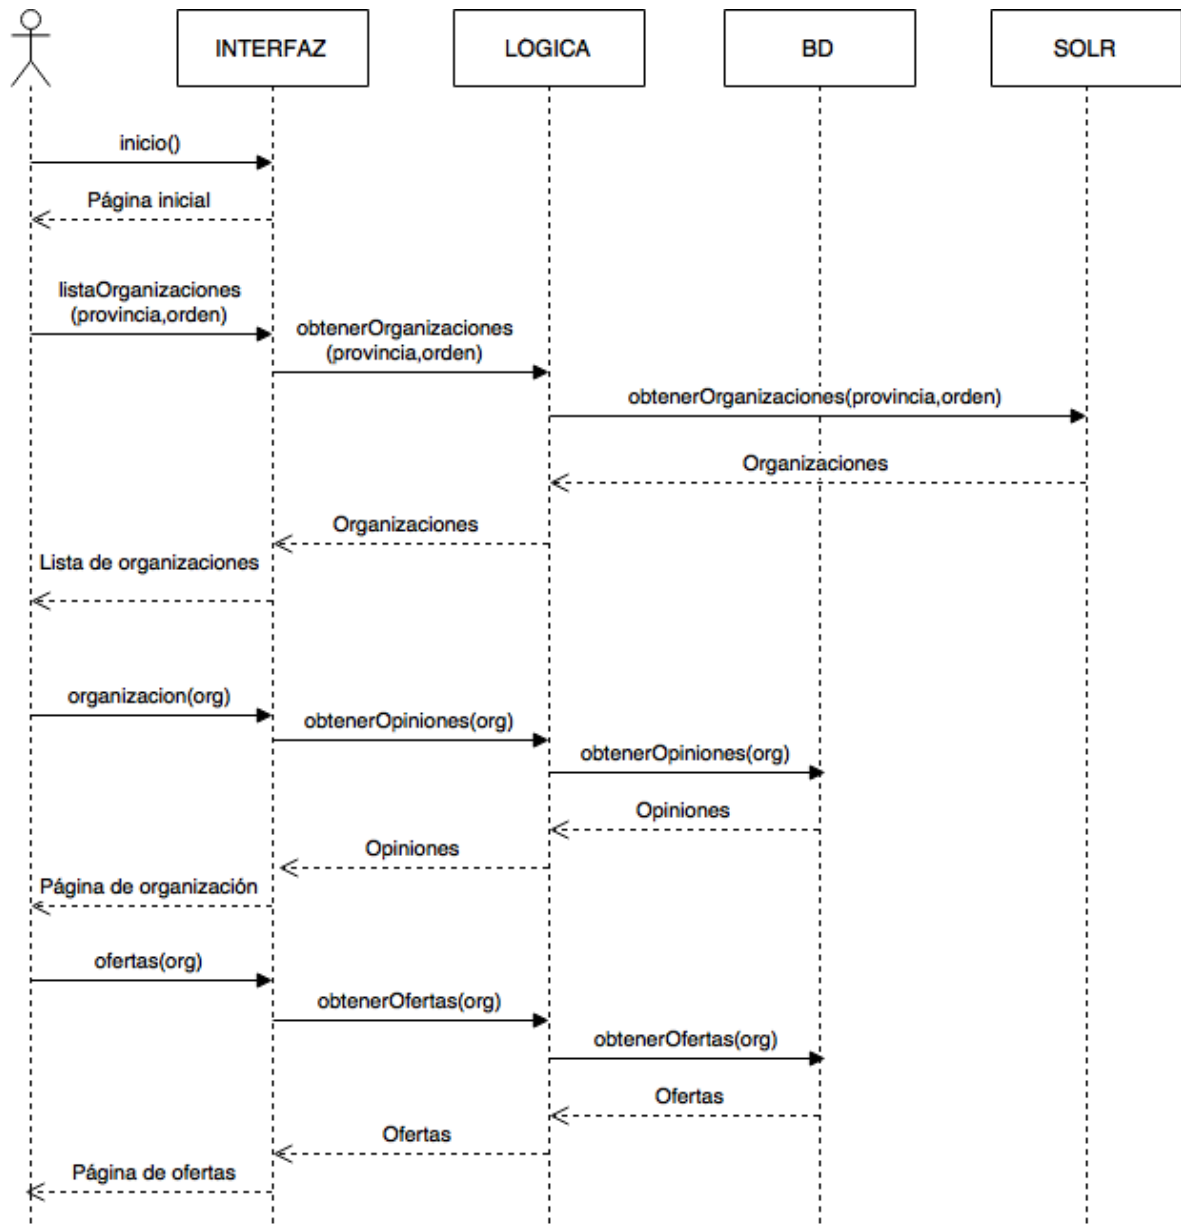 INTERFAZ
LOGICA
BD
SOLR
inicio()
Página inicial
listaOrganizaciones
(provincia,orden)
obtenerOrganizaciones
(provincia,orden)
obtenerOrganizaciones(provincia,orden)
Organizaciones
Organizaciones
Lista de organizaciones
organizacion(org)
obtenerOpiniones(org)
obtenerOpiniones(org)
Opiniones
Opiniones
Página de organización
ofertas(org)
obtenerOfertas(org)
obtenerOfertas(org)
Ofertas
Ofertas
Página de ofertas